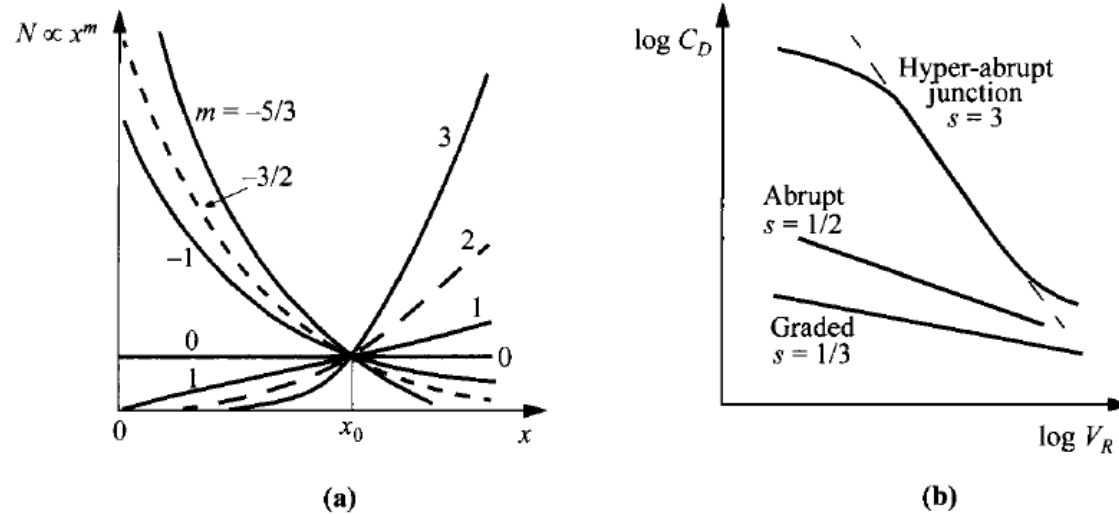 N ∝ x^m
m = –5/3
–3/2
–1
0
1
3
2
1
0
0
x₀
x
(a)
log C_D
Hyper-abrupt
junction
s = 3
Abrupt
s = 1/2
Graded
s = 1/3
log V_R
(b)